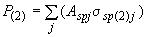 P(2) = ∑j (Aspj σsp(2)j)